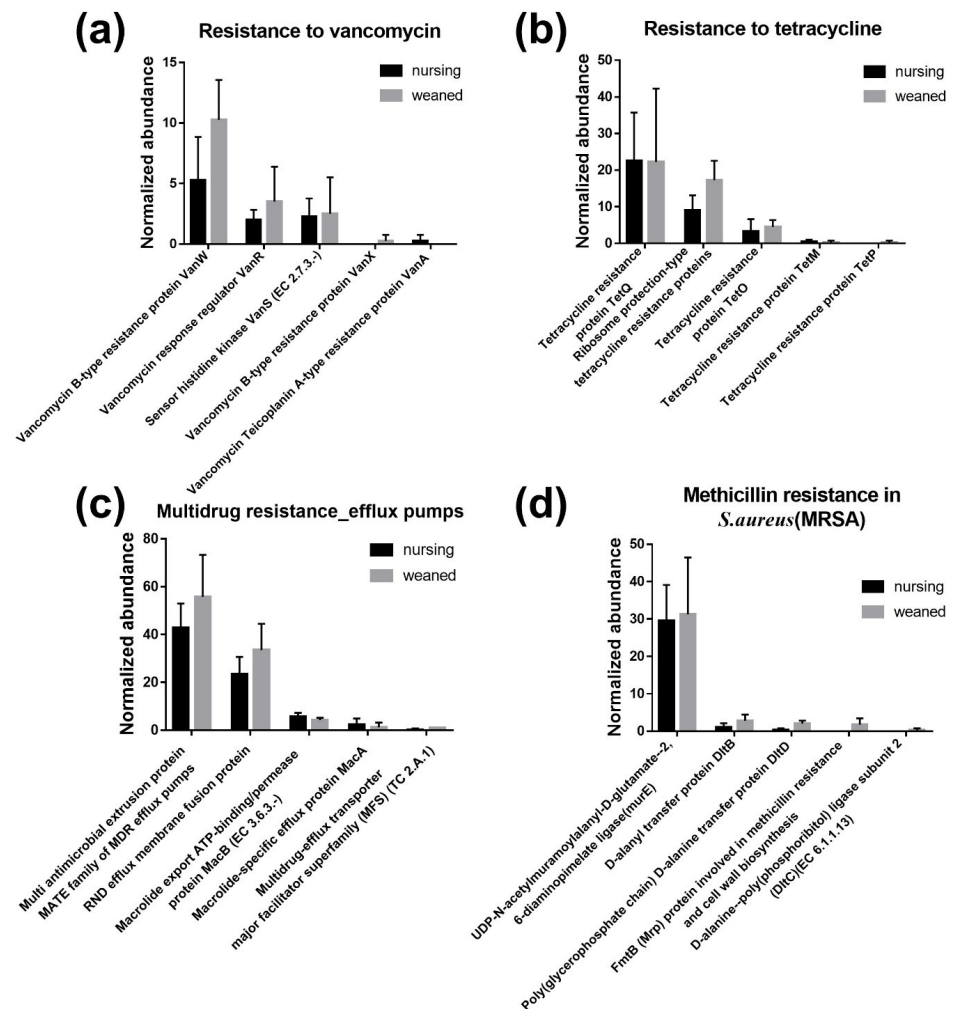 (a)
Resistance to vancomycin
Normalized abundance
15
10
5
0
nursing
weaned
Vancomycin B-type resistance protein VanW
Vancomycin response regulator VanR
Sensor histidine kinase VanS (EC 2.7.3.-)
Vancomycin B-type resistance protein VanX
Vancomycin Teicoplanin A-type resistance protein VanA
(b)
Resistance to tetracycline
Normalized abundance
50
40
30
20
10
0
nursing
weaned
Tetracycline resistance
protein TetQ
Ribosome protection-type
tetracycline resistance proteins
Tetracycline resistance
protein TetO
Tetracycline resistance protein TetM
Tetracycline resistance protein TetP
(c)
Multidrug resistance_efflux pumps
Normalized abundance
80
60
40
20
0
nursing
weaned
Multi antimicrobial extrusion protein
MATE family of MDR efflux pumps
RND efflux membrane fusion protein
Macrolide export ATP-binding/permease
protein MacB (EC 3.6.3.-)
Macrolide-specific efflux protein MacA
Multidrug-efflux transporter
major facilitator superfamily (MFS) (TC 2.A.1)
(d)
Methicillin resistance in
S.aureus(MRSA)
Normalized abundance
50
40
30
20
10
0
nursing
weaned
UDP-N-acetylmuramoylalanyl-D-glutamate--2,
6-diaminopimelate ligase(murE)
D-alanyl transfer protein DltB
Poly(glycerophosphate chain) D-alanine transfer protein DltD
FmtB (Mrp) protein involved in methicillin resistance
and cell wall biosynthesis
D-alanine--poly(phosphoribitol) ligase subunit 2
(DltC)(EC 6.1.1.13)